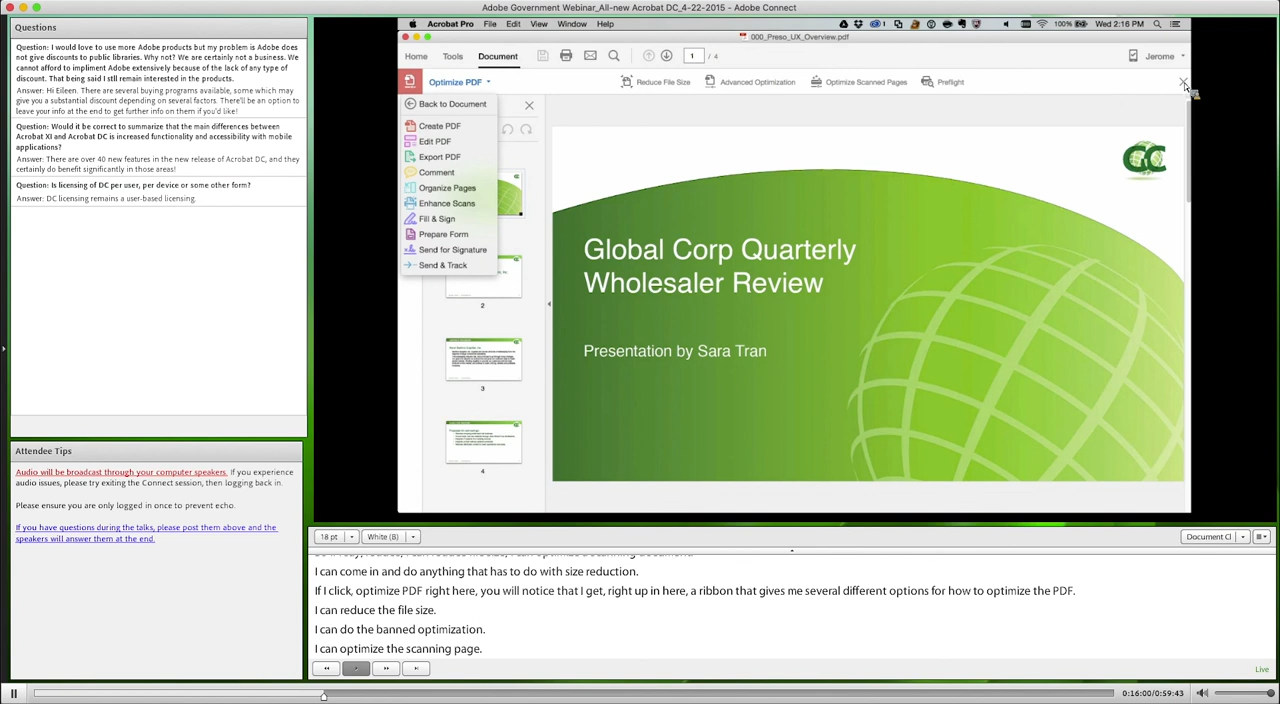 Adobe Government Webinar_All-new Acrobat DC_4-22-2015 - Adobe Connect
Questions
Question: I would love to use more Adobe products but my problem is Adobe does
not give discounts to public libraries. Why not? We are certainly not a business. We
cannot afford to impliment Adobe extensively because of the lack of any type of
discount. That being said I stll remain interested in the products.
Answer: Hi Eileen. There are several buying programs available, some which may
give you a substantial discount depending on several factors. There'll be an option to
leave your info at the end to get further info on them if you'd like!
Question: Would it be correct to summarize that the main differences between
Acrobat XI and Acrobat DC is increased functionality and accessibility with mobile
applications?
Answer: There are over 40 new features in the new release of Acrobat DC, and they
certainly do benefit significantly in those areas!
Question: Is licensing of DC per user, per device or some other form?
Answer: DC licensing remains a user-based licensing.
Attendee Tips
Audio will be broadcast through your computer speakers. If you experience
audio issues, please try exiting the Connect session, then logging back in.
Please ensure you are only logged in once to prevent echo.
If you have questions during the talks, please post them above and the
speakers will answer them at the end.
Acrobat Pro File Edit View Window Help
100% Wed 2:16 PM
000_Preso_UX_Overview.pdf
Home Tools Document 1 / 4 Jerome
Optimize PDF Reduce File Size Advanced Optimization Optimize Scanned Pages Preflight
Back to Document
Create PDF
Edit PDF
Export PDF
Comment
Organize Pages
Enhance Scans
Fill & Sign
Prepare Form
Send for Signature
Send & Track
2
3
4
CC
Global Corp Quarterly
Wholesaler Review
Presentation by Sara Tran
18 pt White (B) Document Cl
I can come in and do anything that has to do with size reduction.
If I click, optimize PDF right here, you will notice that I get, right up in here, a ribbon that gives me several different options for how to optimize the PDF.
I can reduce the file size.
I can do the banned optimization.
I can optimize the scanning page.
Live
0:16:00/0:59:43